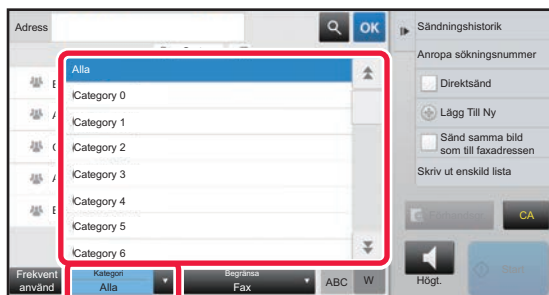 Adress
OK
Sändningshistorik
Anropa sökningsnummer
Alla
Direktsänd
Category 0
Category 1
Lägg Till Ny
Category 2
Sänd samma bild
som till faxadressen
Category 3
Skriv ut enskild lista
Category 4
Category 5
CA
Category 6
Frekvent
använd
Kategori
Alla
Begränsa
Fax
ABC
W
Högt.
Start